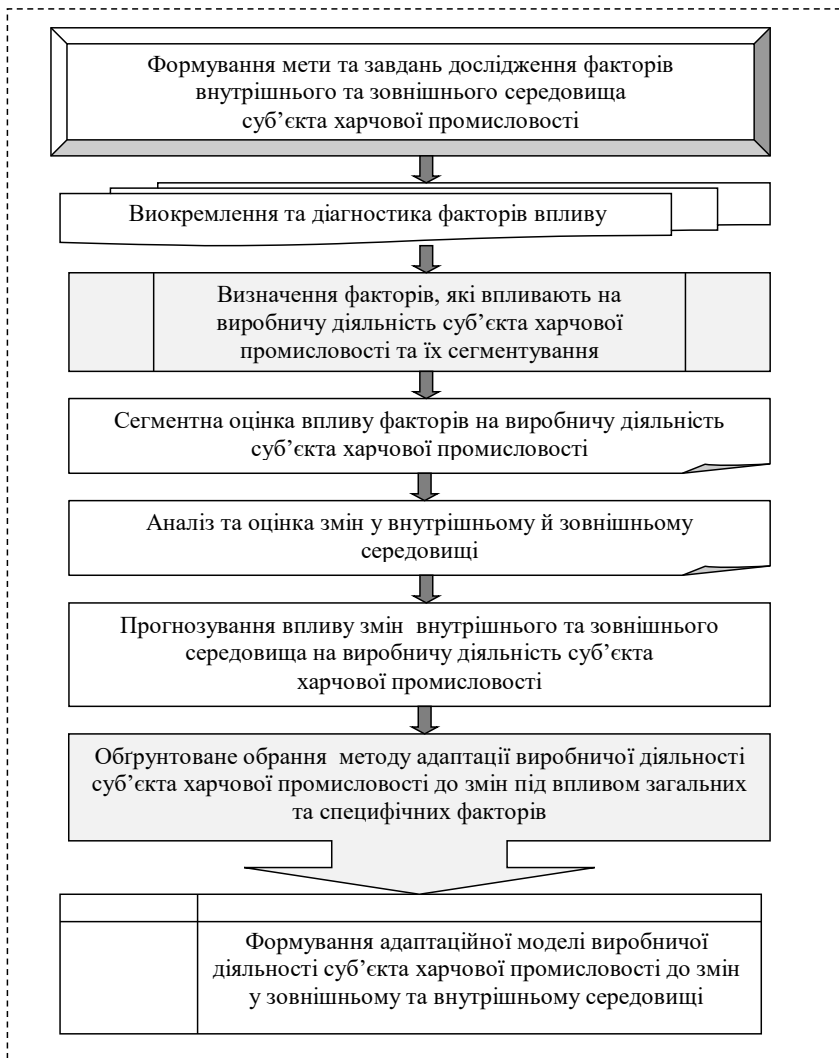 Формування мети та завдань дослідження факторів
внутрішнього та зовнішнього середовища
суб’єкта харчової промисловості
Виокремлення та діагностика факторів впливу
Визначення факторів, які впливають на
виробничу діяльність суб’єкта харчової
промисловості та їх сегментування
Сегментна оцінка впливу факторів на виробничу діяльність
суб’єкта харчової промисловості
Аналіз та оцінка змін у внутрішньому й зовнішньому
середовищі
Прогнозування впливу змін внутрішнього та зовнішнього
середовища на виробничу діяльність суб’єкта
харчової промисловості
Обґрунтоване обрання методу адаптації виробничої діяльності
суб’єкта харчової промисловості до змін під впливом загальних
та специфічних факторів
Формування адаптаційної моделі виробничої
діяльності суб’єкта харчової промисловості до змін
у зовнішньому та внутрішньому середовищі